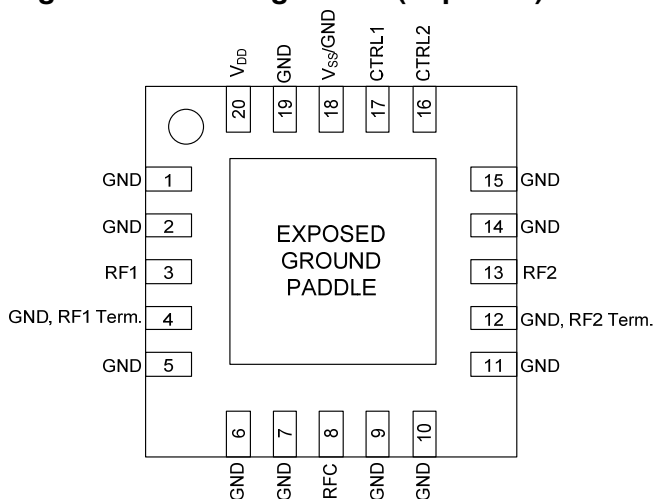 V_DD
GND
V_SS/GND
CTRL1
CTRL2
20
19
18
17
16
GND 1
15 GND
GND 2
14 GND
RF1 3
13 RF2
GND, RF1 Term. 4
12 GND, RF2 Term.
GND 5
11 GND
EXPOSED
GROUND
PADDLE
6
7
8
9
10
GND
GND
RFC
GND
GND